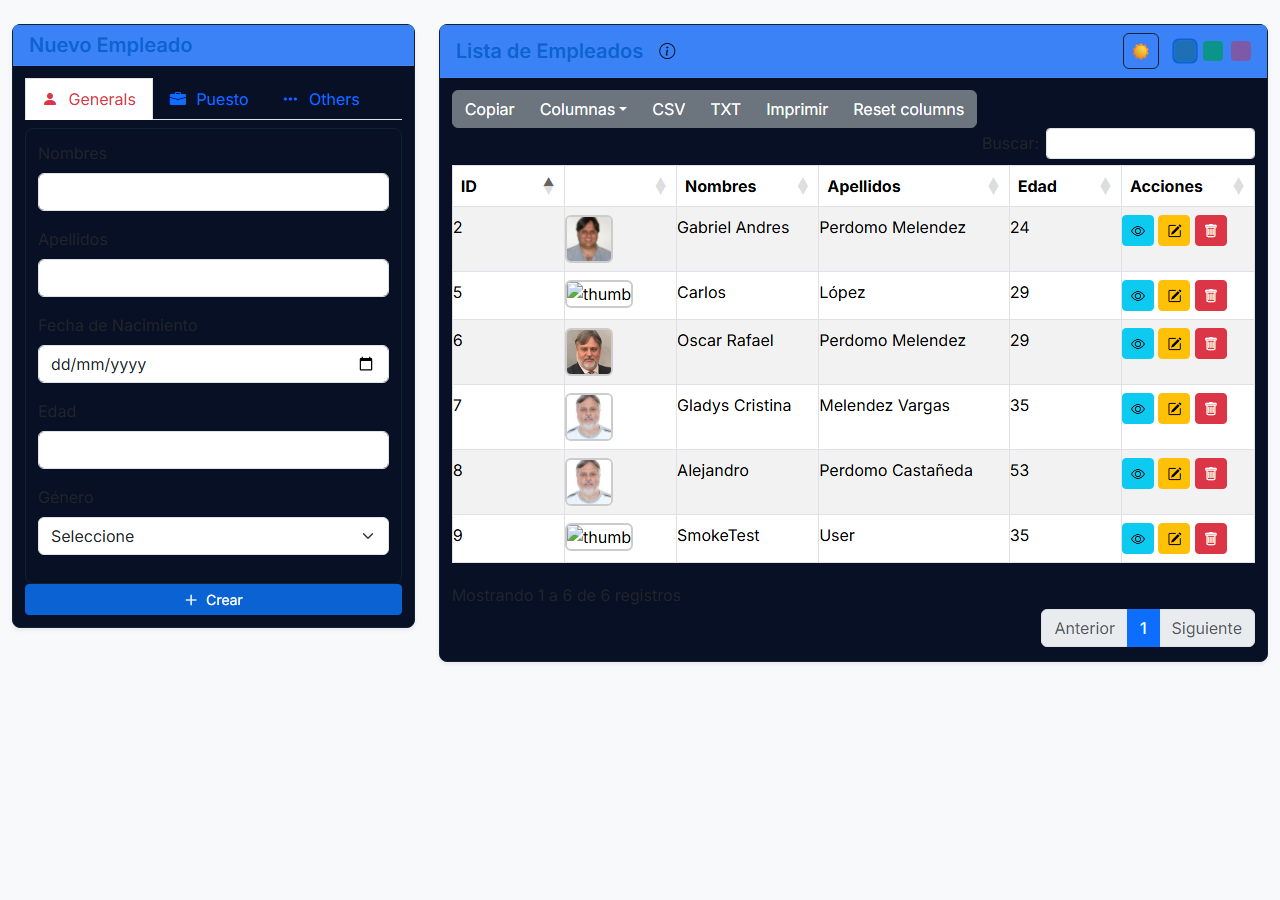 Nuevo Empleado
Generals
Puesto
Others
Nombres
Apellidos
Fecha de Nacimiento
dd/mm/yyyy
Edad
Género
Seleccione
Crear
Lista de Empleados
Copiar Columnas CSV TXT Imprimir Reset columns
Buscar:
ID Nombres Apellidos Edad Acciones
2 Gabriel Andres Perdomo Melendez 24
5 thumb Carlos López 29
6 Oscar Rafael Perdomo Melendez 29
7 Gladys Cristina Melendez Vargas 35
8 Alejandro Perdomo Castañeda 53
9 thumb SmokeTest User 35
Mostrando 1 a 6 de 6 registros
Anterior 1 Siguiente